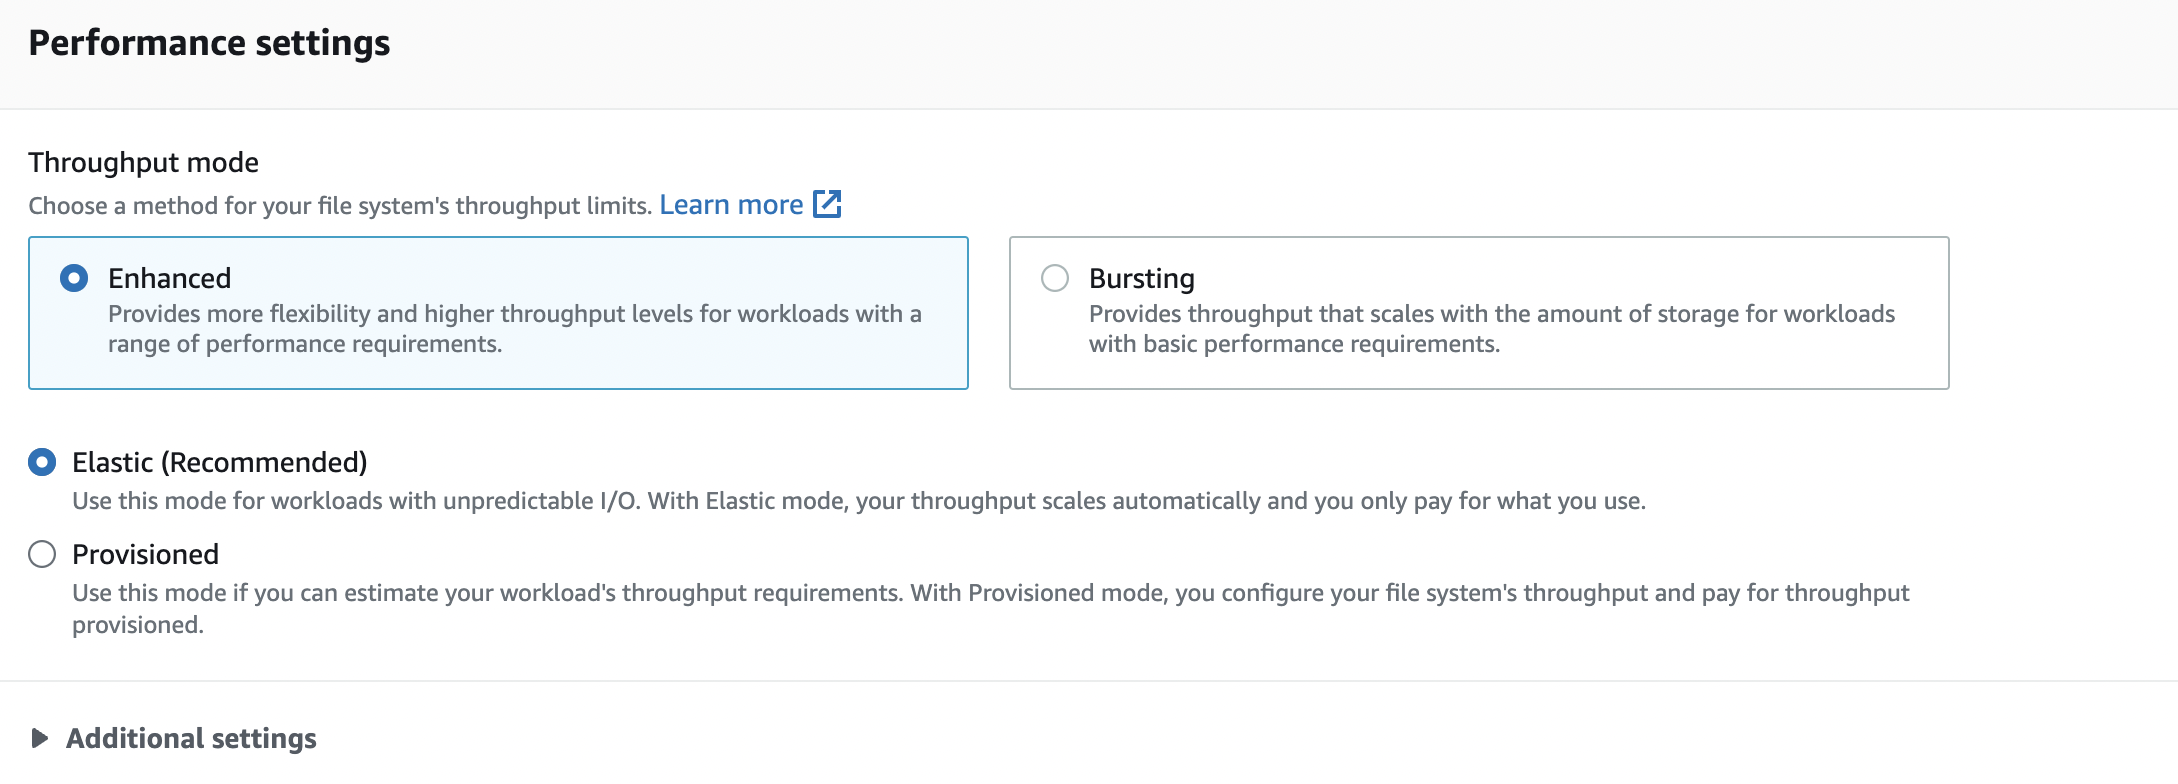 Performance settings
Throughput mode
Choose a method for your file system's throughput limits. Learn more
Enhanced
Provides more flexibility and higher throughput levels for workloads with a
range of performance requirements.
Bursting
Provides throughput that scales with the amount of storage for workloads
with basic performance requirements.
Elastic (Recommended)
Use this mode for workloads with unpredictable I/O. With Elastic mode, your throughput scales automatically and you only pay for what you use.
Provisioned
Use this mode if you can estimate your workload's throughput requirements. With Provisioned mode, you configure your file system's throughput and pay for throughput
provisioned.
Additional settings